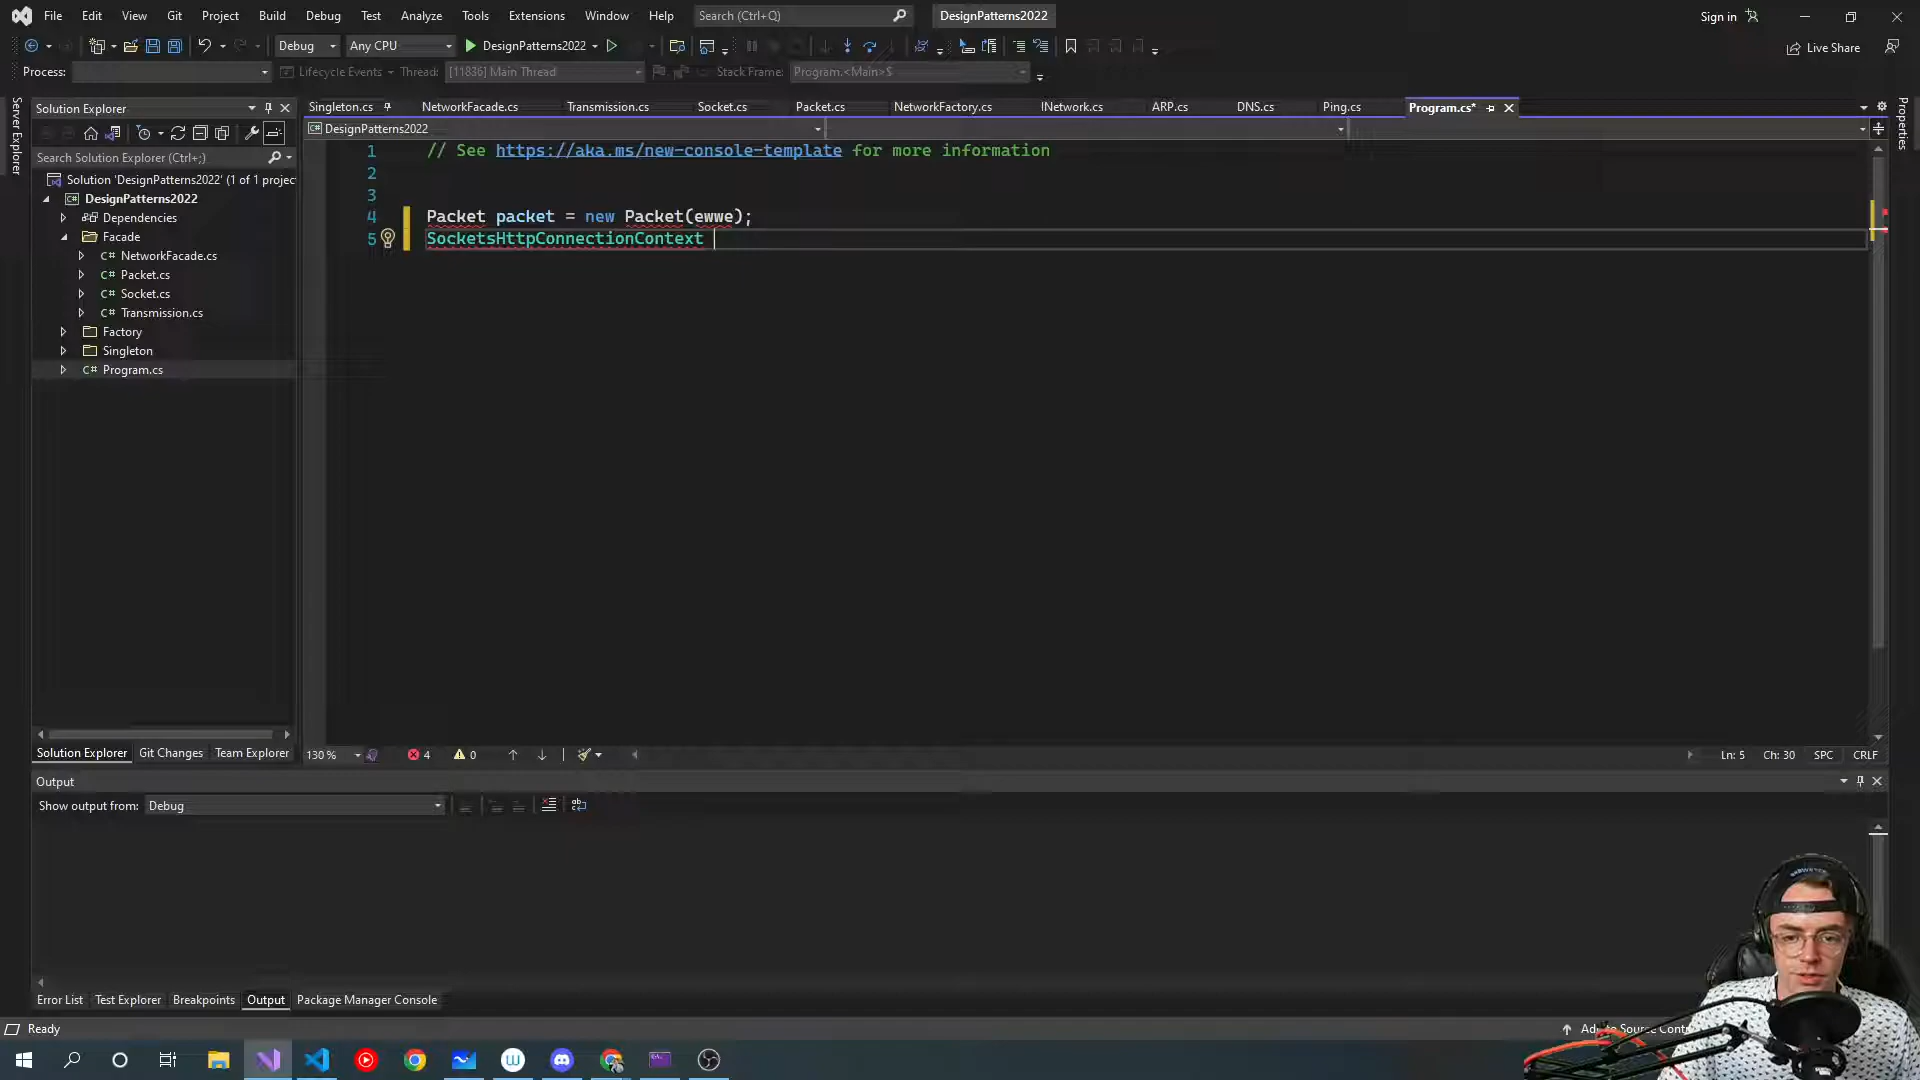 File Edit View Git Project Build Debug Test Analyze Tools Extensions Window Help Search (Ctrl+Q) DesignPatterns2022 Sign in
Debug Any CPU DesignPatterns2022 Live Share
Process: Lifecycle Events Thread: [11836] Main Thread Stack Frame: Program.<Main>$
Server Explorer
Solution Explorer
Singleton.cs NetworkFacade.cs Transmission.cs Socket.cs Packet.cs NetworkFactory.cs INetwork.cs ARP.cs DNS.cs Ping.cs Program.cs*
Properties
DesignPatterns2022
Search Solution Explorer (Ctrl+;)
Solution 'DesignPatterns2022' (1 of 1 projec
DesignPatterns2022
Dependencies
Facade
NetworkFacade.cs
Packet.cs
Socket.cs
Transmission.cs
Factory
Singleton
Program.cs
1 // See https://aka.ms/new-console-template for more information
2
3
4 Packet packet = new Packet(ewwe);
5 SocketsHttpConnectionContext
Solution Explorer Git Changes Team Explorer
130 % 4 0 Ln: 5 Ch: 30 SPC CRLF
Output
Show output from: Debug
Error List Test Explorer Breakpoints Output Package Manager Console
Ready